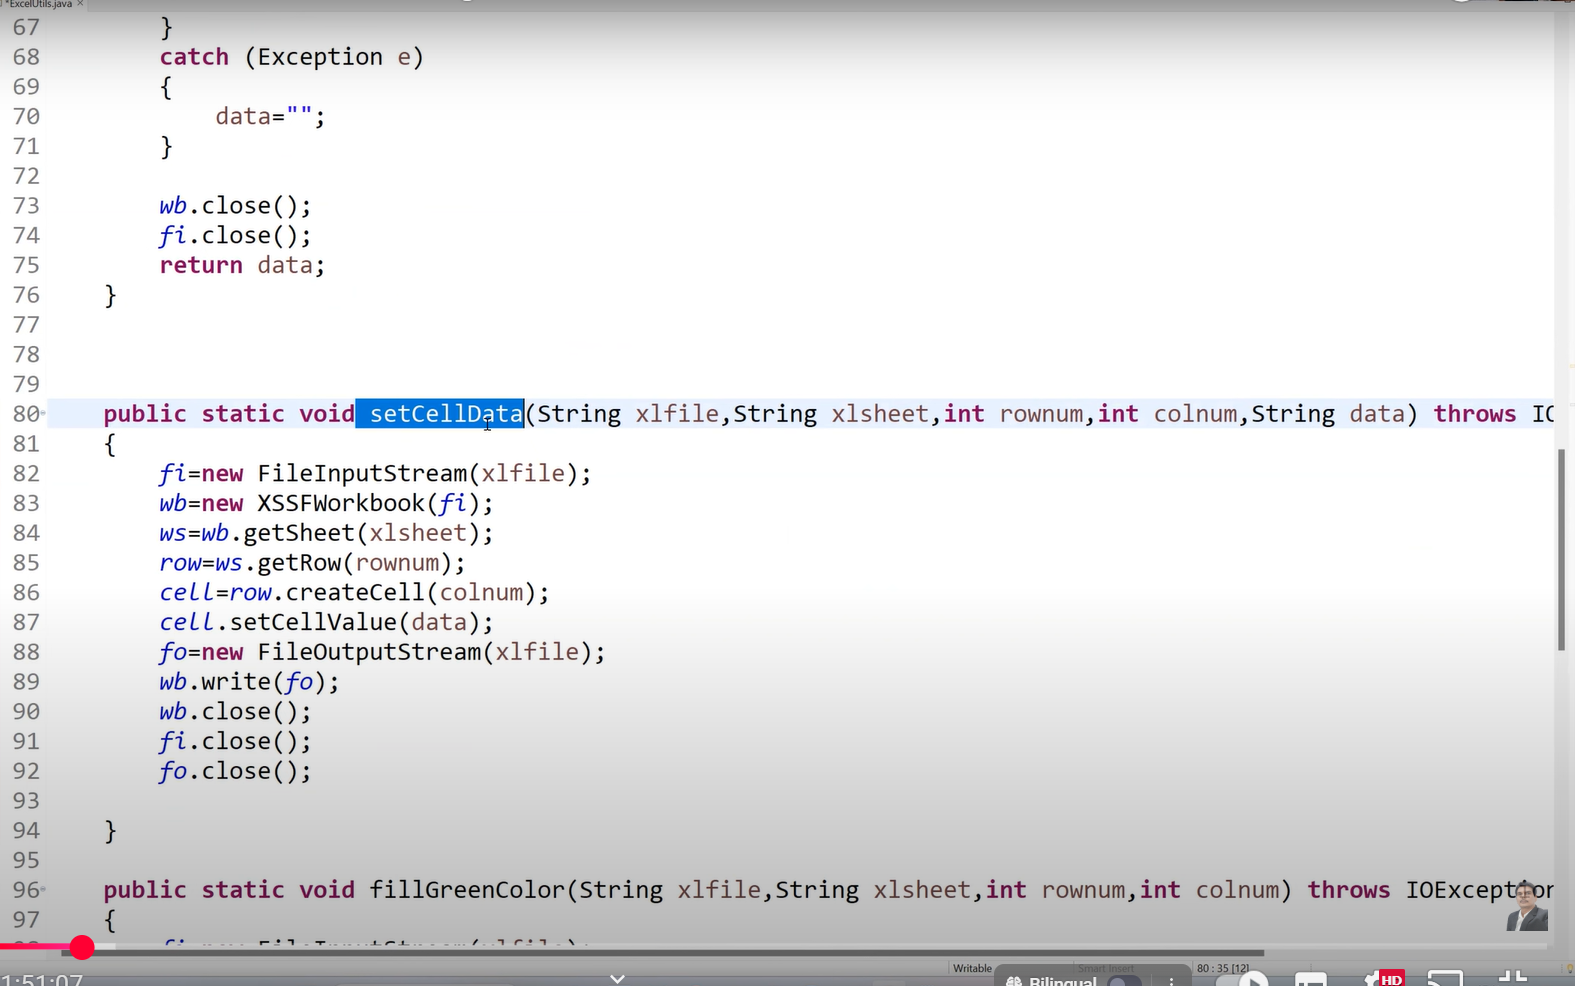 *ExcelUtils.java
67 }
68 catch (Exception e)
69 {
70 data="";
71 }
72
73 wb.close();
74 fi.close();
75 return data;
76 }
77
78
79
80 public static void setCellData(String xlfile,String xlsheet,int rownum,int colnum,String data) throws IO
81 {
82 fi=new FileInputStream(xlfile);
83 wb=new XSSFWorkbook(fi);
84 ws=wb.getSheet(xlsheet);
85 row=ws.getRow(rownum);
86 cell=row.createCell(colnum);
87 cell.setCellValue(data);
88 fo=new FileOutputStream(xlfile);
89 wb.write(fo);
90 wb.close();
91 fi.close();
92 fo.close();
93
94 }
95
96 public static void fillGreenColor(String xlfile,String xlsheet,int rownum,int colnum) throws IOException
97 {
Writable Smart Insert 80 : 35 [12]
1:51:07 Bilingual HD